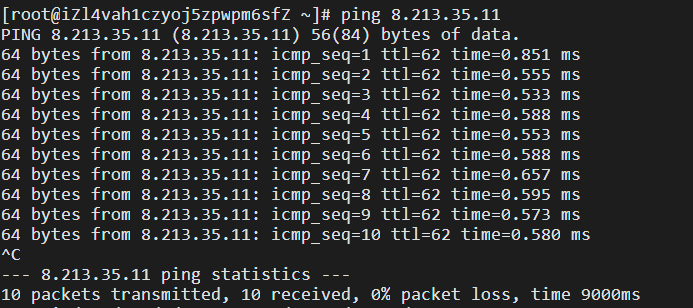 [root@iZl4vah1czyoj5zpwpm6sfZ ~]# ping 8.213.35.11
PING 8.213.35.11 (8.213.35.11) 56(84) bytes of data.
64 bytes from 8.213.35.11: icmp_seq=1 ttl=62 time=0.851 ms
64 bytes from 8.213.35.11: icmp_seq=2 ttl=62 time=0.555 ms
64 bytes from 8.213.35.11: icmp_seq=3 ttl=62 time=0.533 ms
64 bytes from 8.213.35.11: icmp_seq=4 ttl=62 time=0.588 ms
64 bytes from 8.213.35.11: icmp_seq=5 ttl=62 time=0.553 ms
64 bytes from 8.213.35.11: icmp_seq=6 ttl=62 time=0.588 ms
64 bytes from 8.213.35.11: icmp_seq=7 ttl=62 time=0.657 ms
64 bytes from 8.213.35.11: icmp_seq=8 ttl=62 time=0.595 ms
64 bytes from 8.213.35.11: icmp_seq=9 ttl=62 time=0.573 ms
64 bytes from 8.213.35.11: icmp_seq=10 ttl=62 time=0.580 ms
^C
--- 8.213.35.11 ping statistics ---
10 packets transmitted, 10 received, 0% packet loss, time 9000ms